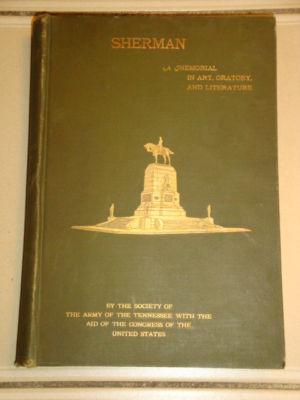 SHERMAN
A MEMORIAL
IN ART, ORATORY,
AND LITERATURE
BY THE SOCIETY OF
THE ARMY OF THE TENNESSEE WITH THE
AID OF THE CONGRESS OF THE
UNITED STATES